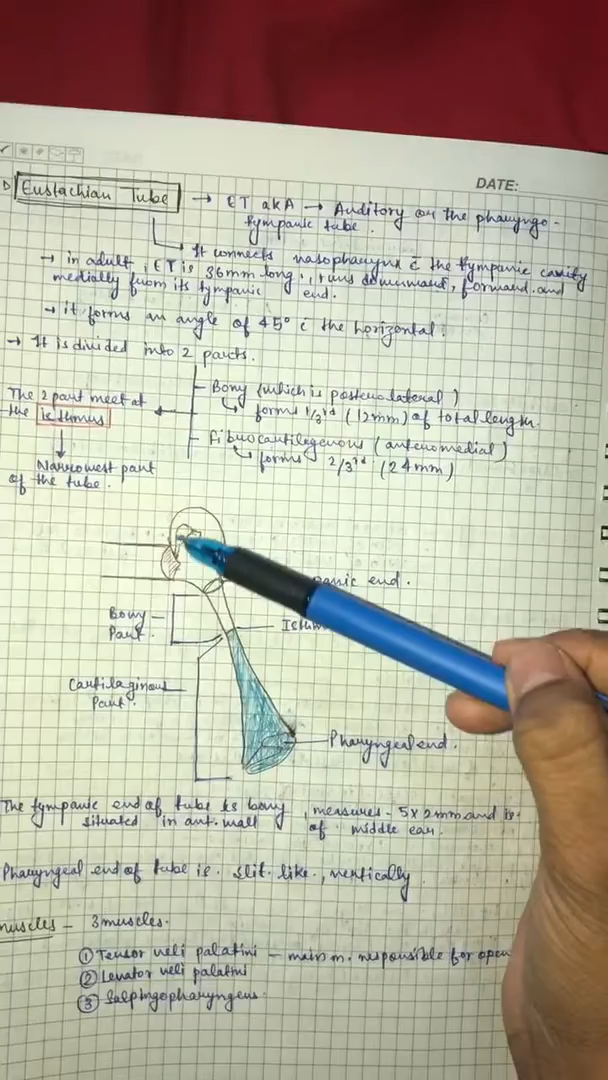 DATE:
Eustachian Tube → ET aKA → Auditory or the pharyngo-
tympanic tube.
→ It connects nasopharynx c̄ the tympanic cavity
→ in adult, ET is 36mm long, runs downward, forward and
medially from its tympanic end.
→ it forms an angle of 45° c̄ the horizontal.
→ It is divided into 2 parts.
Bony (which is posterolateral)
↳ forms 1/3rd (12mm) of total length.
The 2 part meet at
the isthmus
Fibrocartilagenous (anteromedial)
↳ forms 2/3rd (24mm)
Narrowest part
of the tube.
end.
Bony
Part.
Cartilaginous
Part.
Pharyngeal end.
The tympanic end of tube is bony, measures - 5x2mm and is
situated in ant. wall of middle ear.
Pharyngeal end of tube is slit like, vertically
muscles - 3 muscles.
① Tensor veli palatini - main m. responsible for open
② Levator veli palatini
③ Salpingopharyngeus.